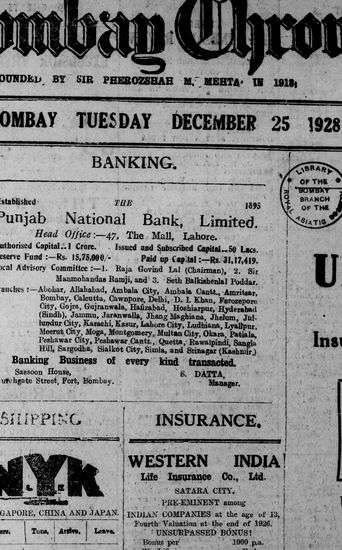 Bombay Chron
FOUNDED BY SIR PHEROZSHAH M. MEHTA IN 1913.
BOMBAY TUESDAY DECEMBER 25 1928
LIBRARY
OF THE
BOMBAY
BRANCH
OF THE
ROYAL ASIATIC
BANKING.
Established THE 1895
Punjab National Bank, Limited.
Head Office:—47, The Mall, Lahore.
Authorised Capital..1 Crore. Issued and Subscribed Capital..50 Lacs.
Reserve Fund:—Rs. 15,75,000/- Paid up Capital:—Rs. 31,17,419.
Local Advisory Committee:—1. Raja Govind Lal (Chairman), 2. Sir
Manmohandas Ramji, and 3. Seth Balkishenlal Poddar.
Branches:—Abohar, Allahabad, Ambala City, Ambala Cantt., Amritsar,
Bombay, Calcutta, Cawnpore, Delhi, D. I. Khan, Ferozepore
City, Gojra, Gujranwala, Hafizabad, Hoshiarpur, Hyderabad
(Sindh), Jammu, Jaranwalla, Jhang Maghiana, Jhelum, Jul-
lundur City, Karachi, Kasur, Lahore City, Ludhiana, Lyallpur,
Meerut City, Moga, Montgomery, Multan City, Okara, Patiala,
Peshawar City, Peshawar Cantt., Quetta, Rawalpindi, Sangla
Hill, Sargodha, Sialkot City, Simla, and Srinagar (Kashmir.)
Banking Business of every kind transacted.
Sassoon House,
Churchgate Street, Fort, Bombay.
S. DATTA,
Manager.
SHIPPING
NYK
LINE
SINGAPORE, CHINA AND JAPAN.
Tons. Arrive. Leave.
INSURANCE.
WESTERN INDIA
Life Insurance Co., Ltd.
SATARA CITY.
PRE-EMINENT among
INDIAN COMPANIES at the age of 13,
Fourth Valuation at the end of 1926.
UNSURPASSED BONUS!
Bonus per 1000 p.a.
U
Insu